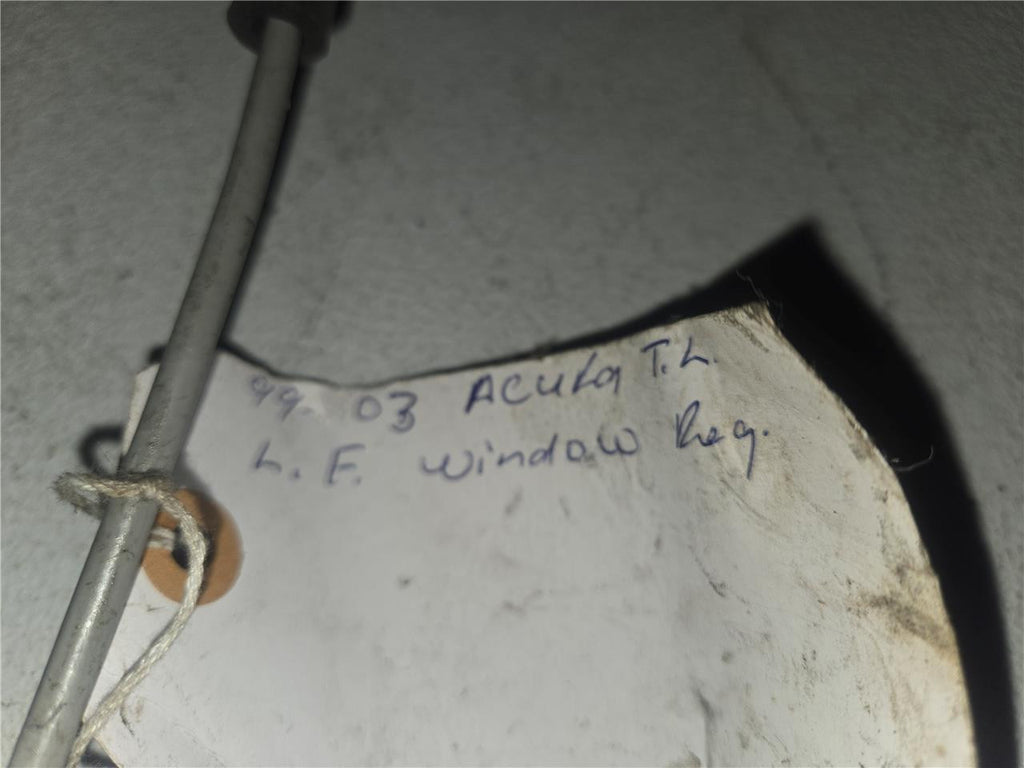 99. 03 Acura T.L.
L. F. window Reg.